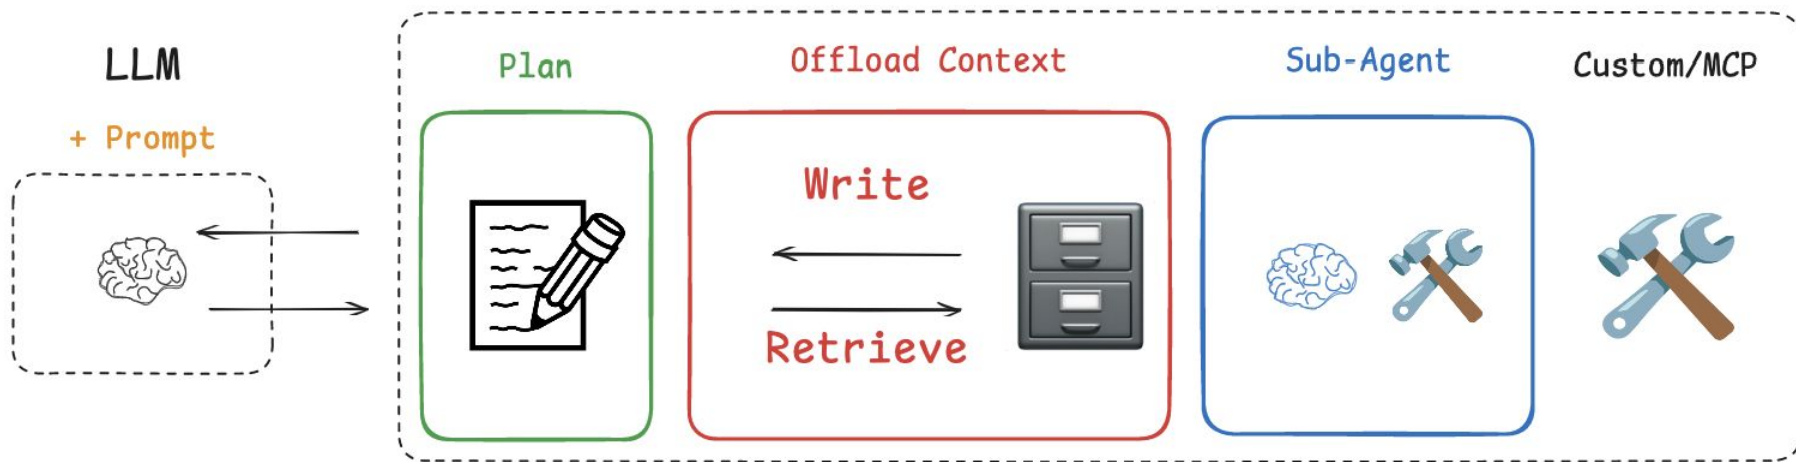 LLM
+ Prompt
Plan
Offload Context
Write
Retrieve
Sub-Agent
Custom/MCP